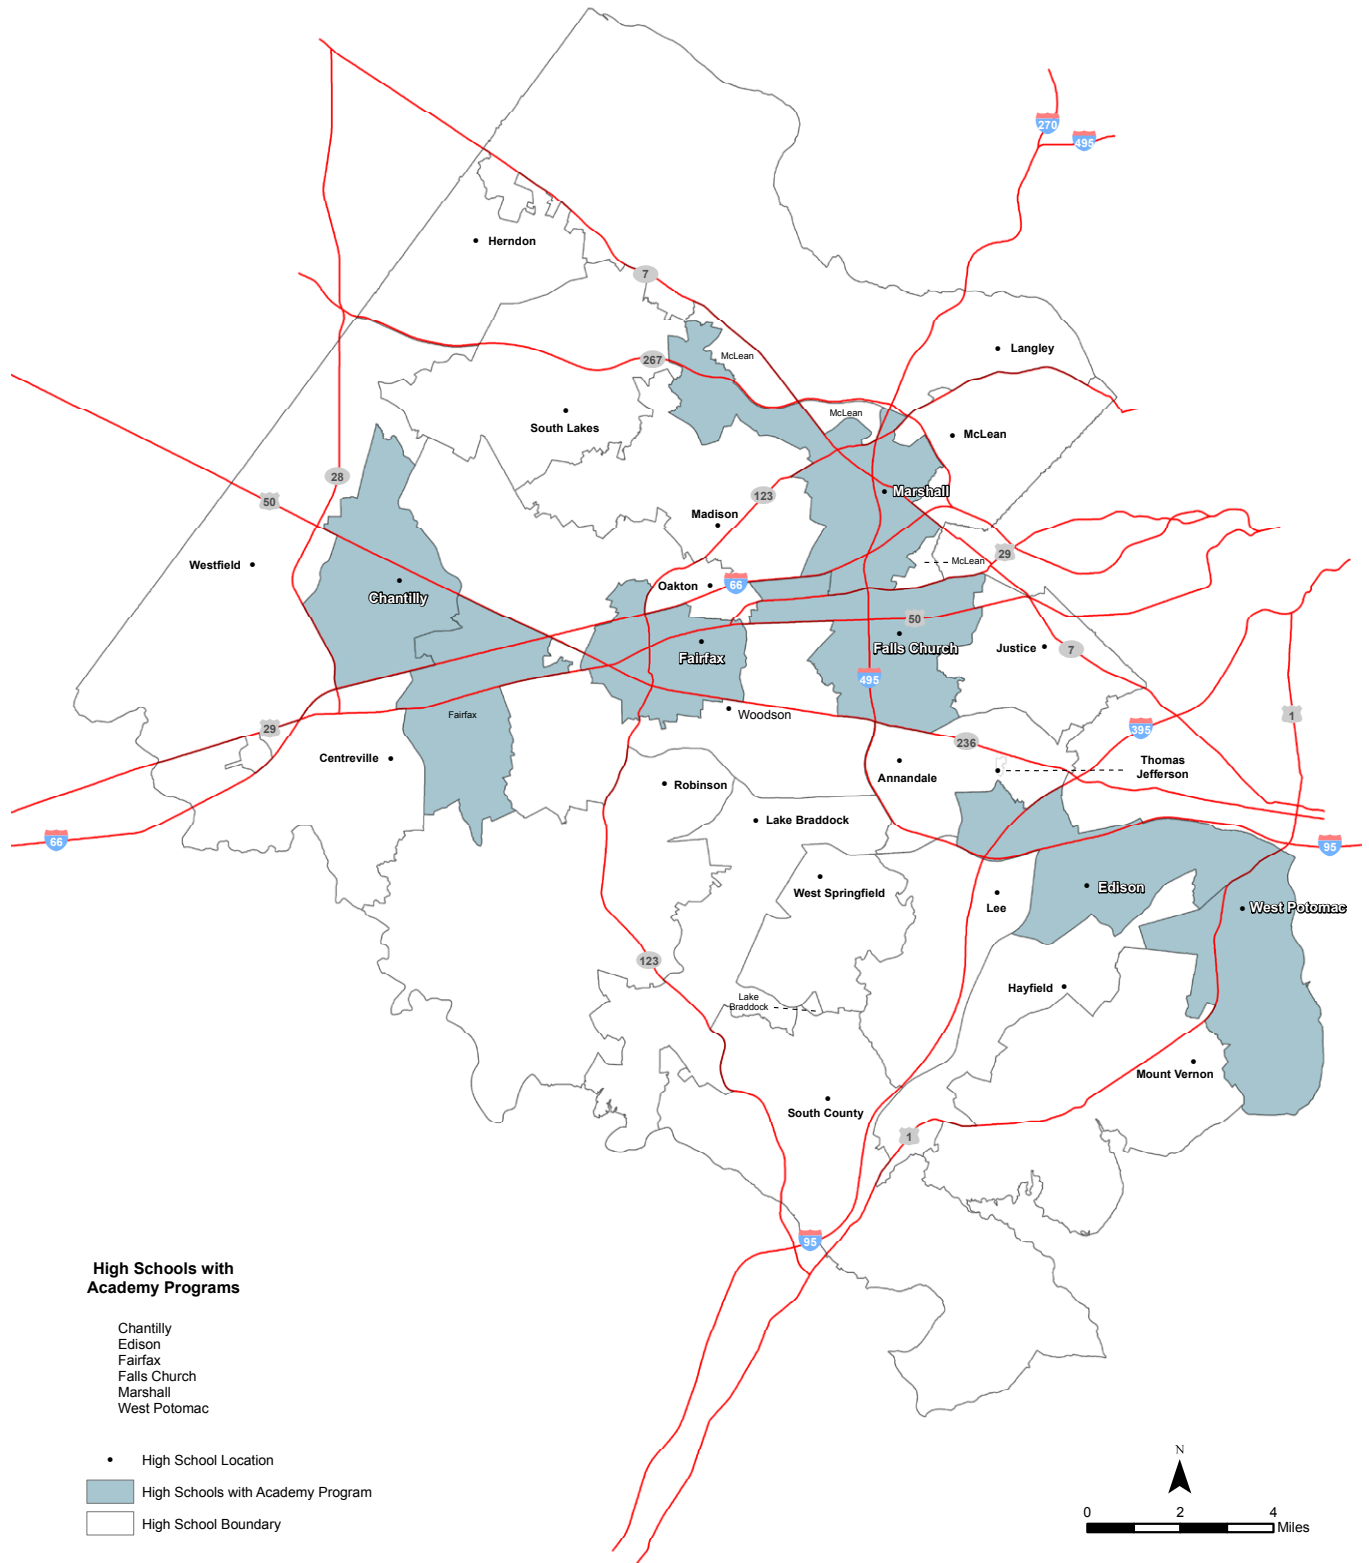 270
495
Herndon
7
Langley
McLean
267
McLean
South Lakes
McLean
28
Marshall
50
123
Madison
29
McLean
Westfield
66
Oakton
Chantilly
50
Falls Church
Justice
7
Fairfax
495
Fairfax
Woodson
1
29
395
236
Centreville
Thomas
Jefferson
Annandale
Robinson
Lake Braddock
66
95
West Springfield
Edison
Lee
West Potomac
123
Hayfield
Lake
Braddock
Mount Vernon
South County
1
95
High Schools with
Academy Programs
Chantilly
Edison
Fairfax
Falls Church
Marshall
West Potomac
High School Location
High Schools with Academy Program
High School Boundary
N
0 2 4
Miles